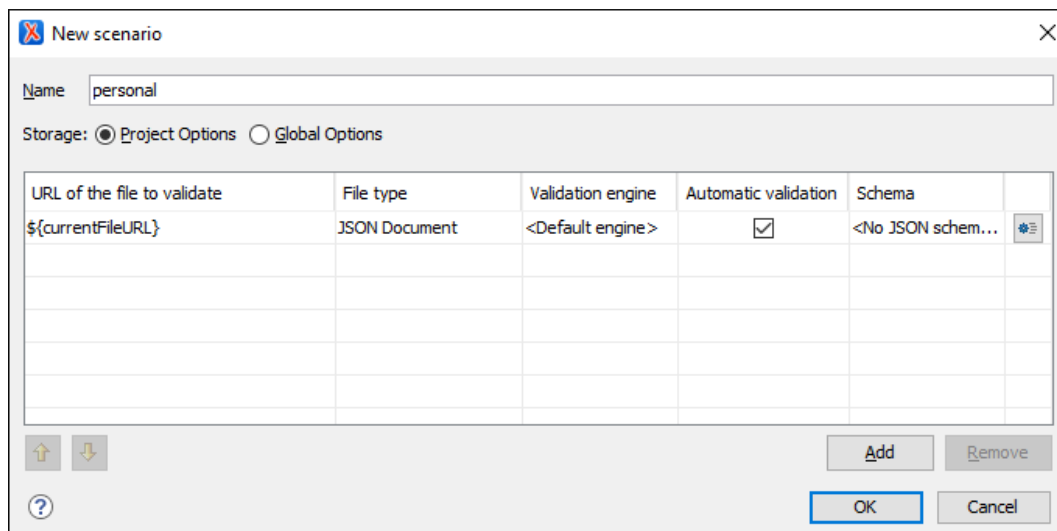 New scenario
Name personal
Storage: Project Options Global Options
URL of the file to validate File type Validation engine Automatic validation Schema
${currentFileURL} JSON Document <Default engine> <No JSON schem...
Add Remove
? OK Cancel